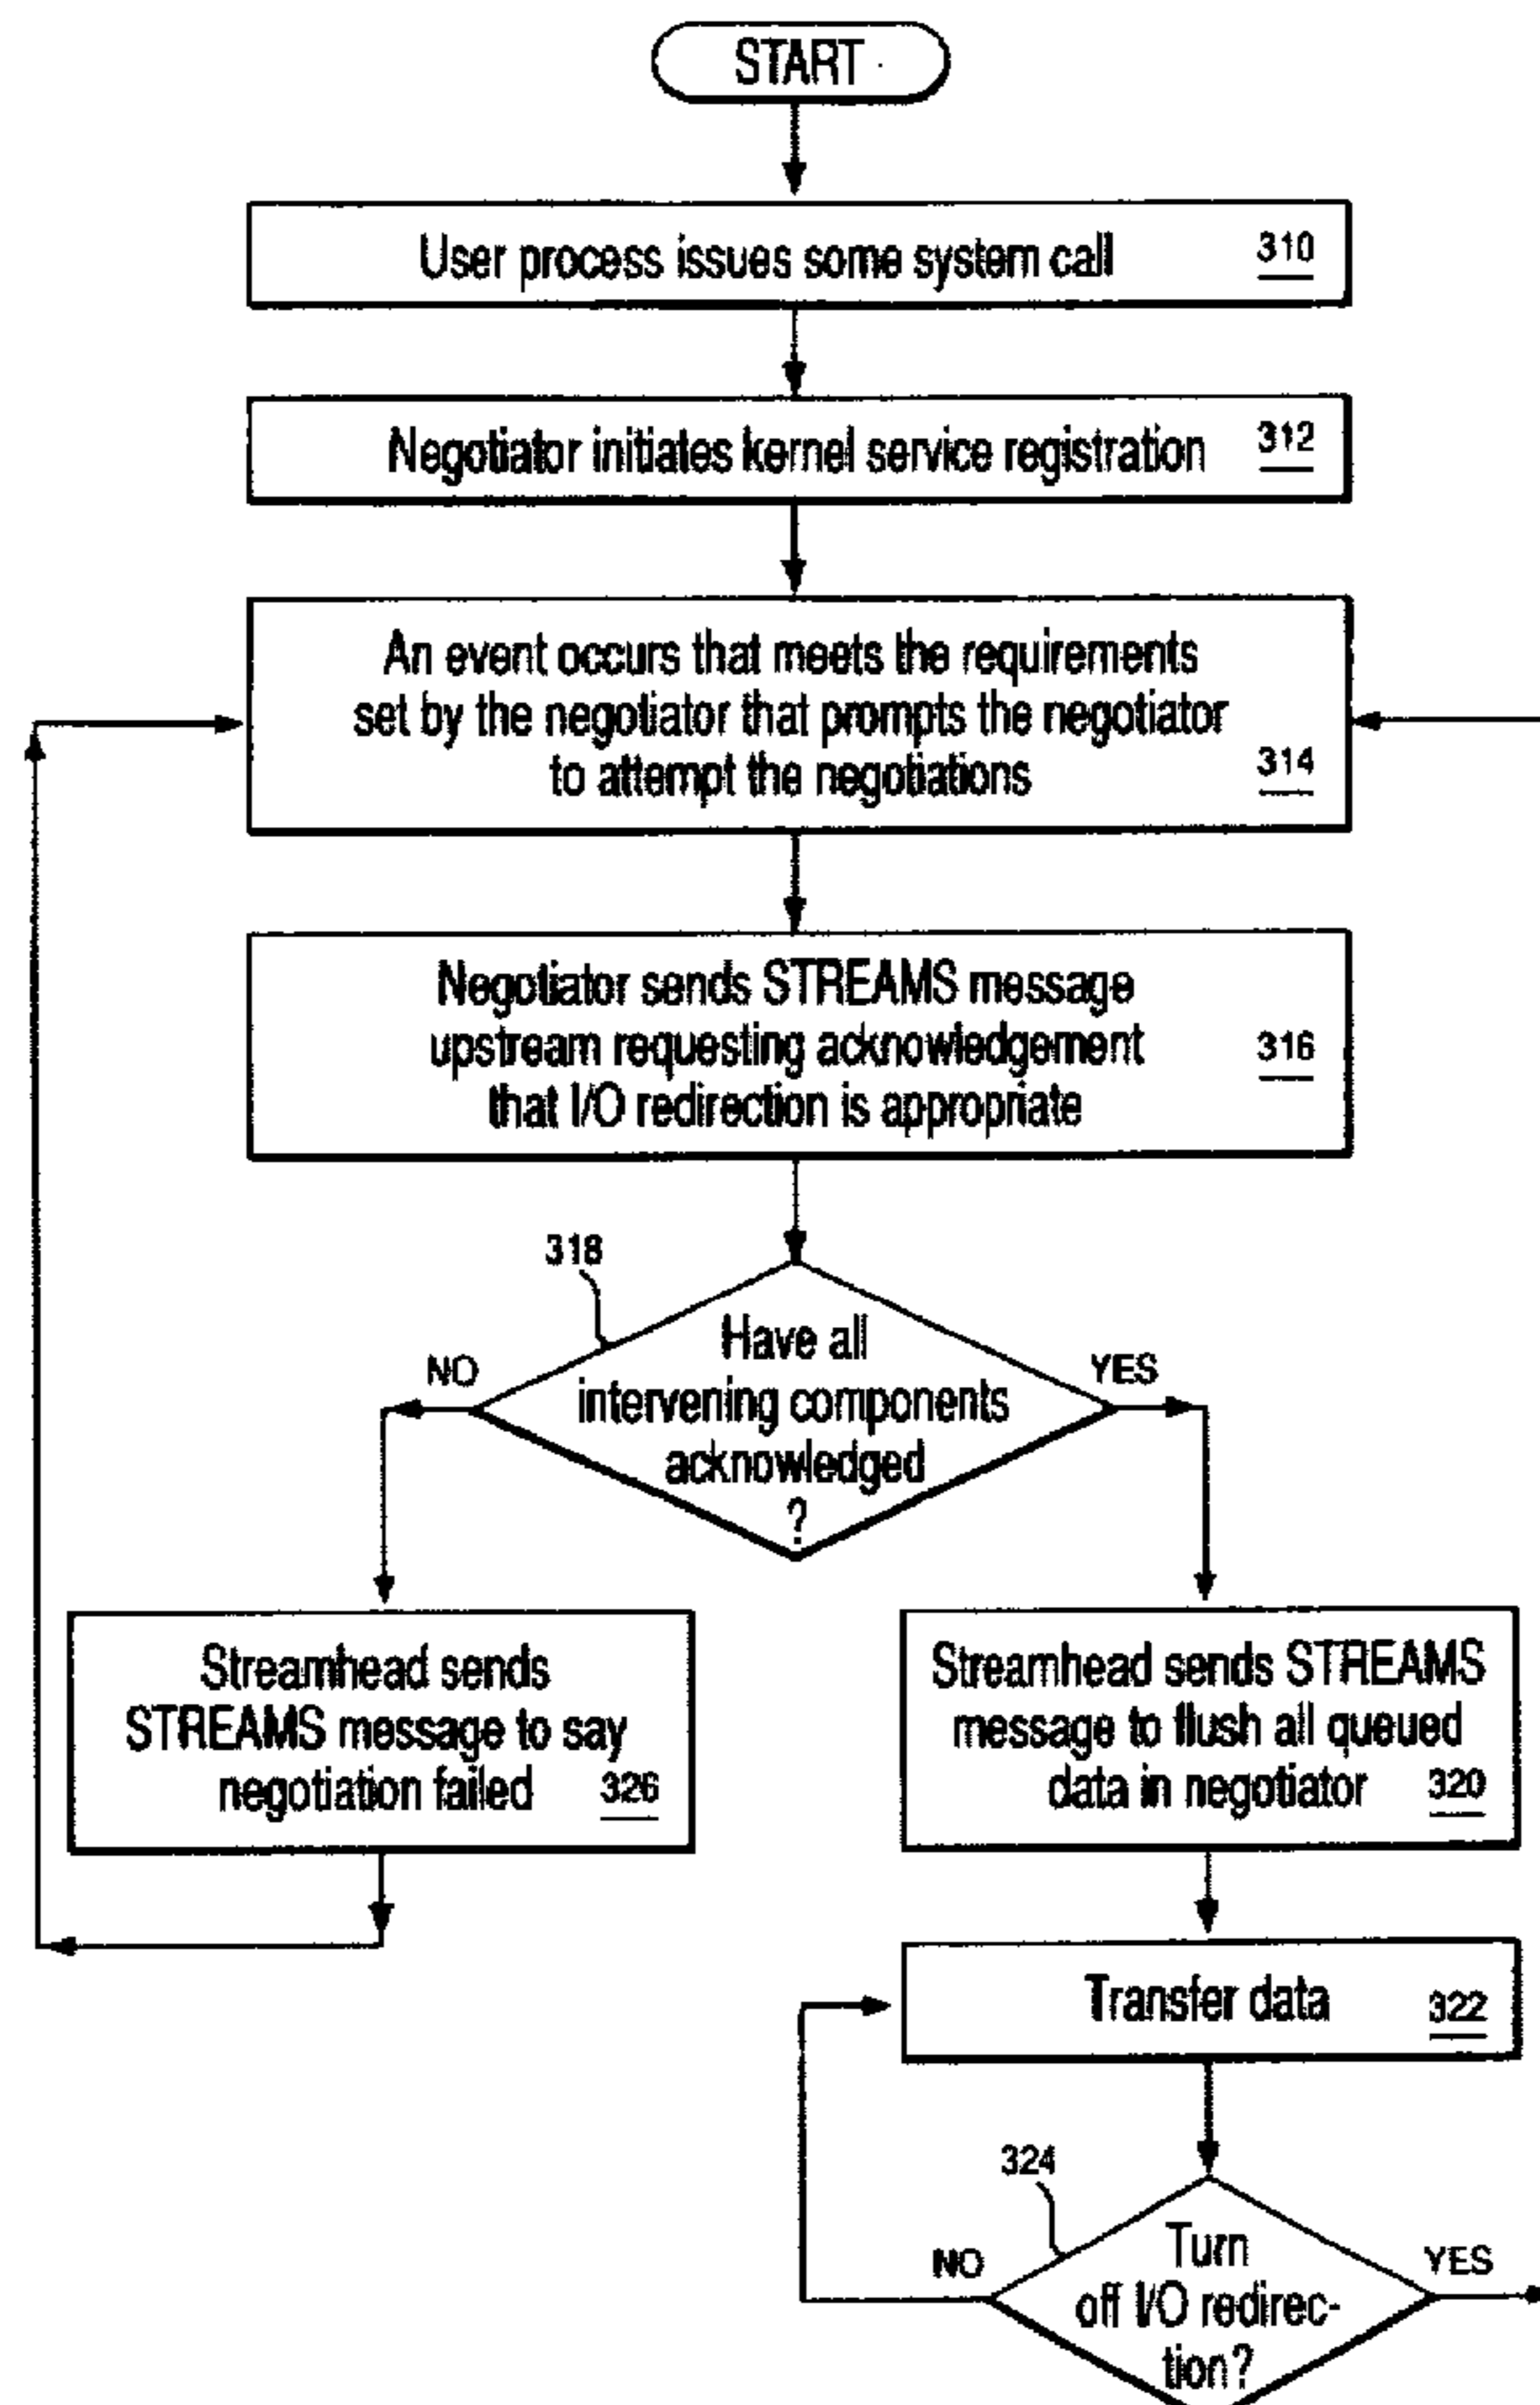 START
User process issues some system call 310
Negotiator initiates kernel service registration 312
An event occurs that meets the requirements
set by the negotiator that prompts the negotiator
to attempt the negotiations 314
Negotiator sends STREAMS message
upstream requesting acknowledgement 316
that I/O redirection is appropriate
318
Have all
intervening components
acknowledged
?
NO
YES
Streamhead sends
STREAMS message to say
negotiation failed 326
Streamhead sends STREAMS
message to flush all queued
data in negotiator 320
Transfer data 322
324
Turn
off I/O redirec-
tion?
NO
YES